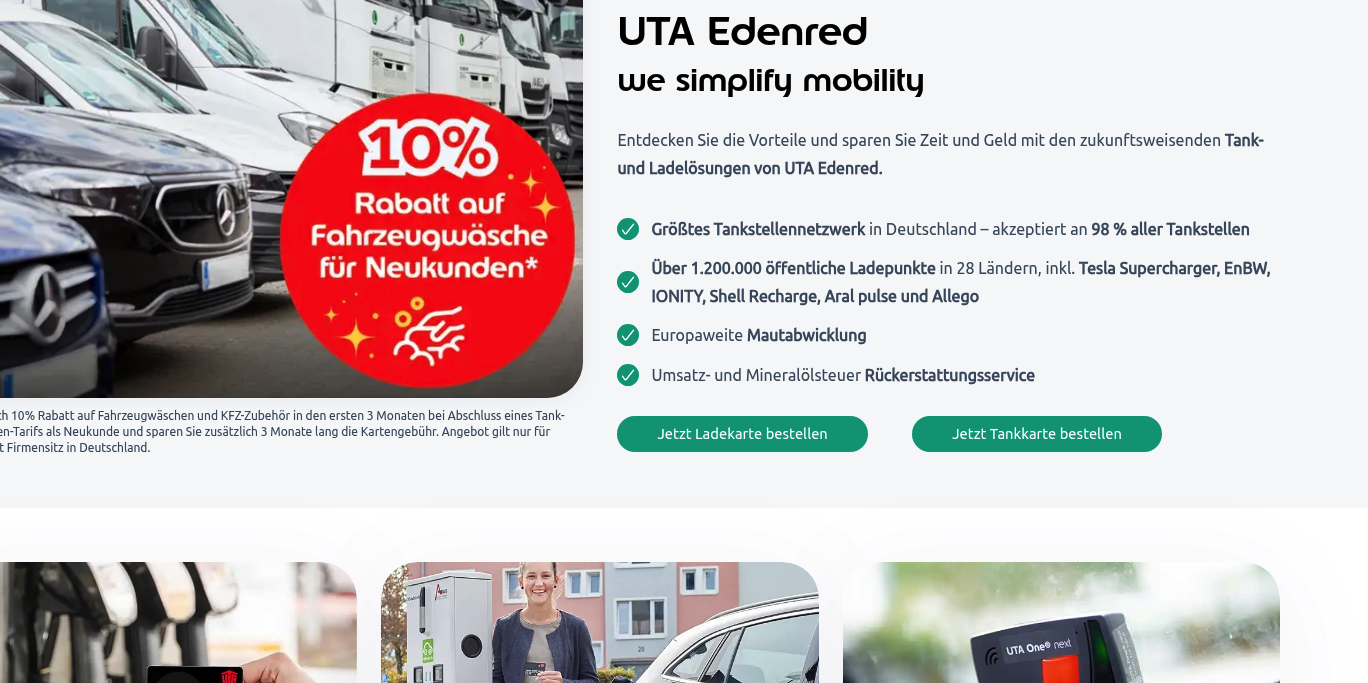 UTA Edenred
we simplify mobility
Entdecken Sie die Vorteile und sparen Sie Zeit und Geld mit den zukunftsweisenden Tank-
und Ladelösungen von UTA Edenred.
Größtes Tankstellennetzwerk in Deutschland – akzeptiert an 98 % aller Tankstellen
Über 1.200.000 öffentliche Ladepunkte in 28 Ländern, inkl. Tesla Supercharger, EnBW,
IONITY, Shell Recharge, Aral pulse und Allego
Europaweite Mautabwicklung
Umsatz- und Mineralölsteuer Rückerstattungsservice
Jetzt Ladekarte bestellen
Jetzt Tankkarte bestellen
10%
Rabatt auf
Fahrzeugwäsche
für Neukunden*
10% Rabatt auf Fahrzeugwäschen und KFZ-Zubehör in den ersten 3 Monaten bei Abschluss eines Tank-
en-Tarifs als Neukunde und sparen Sie zusätzlich 3 Monate lang die Kartengebühr. Angebot gilt nur für
t Firmensitz in Deutschland.
UTA One® next